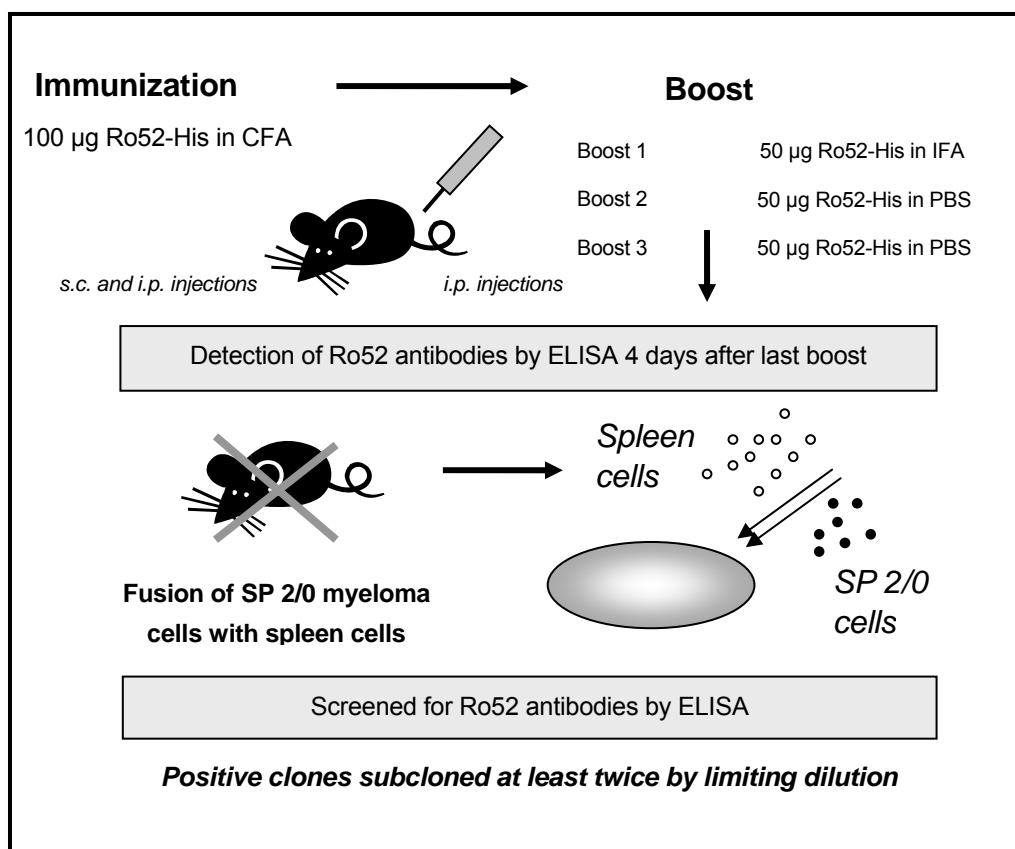 Immunization
Boost
100 µg Ro52-His in CFA
Boost 1 50 µg Ro52-His in IFA
Boost 2 50 µg Ro52-His in PBS
Boost 3 50 µg Ro52-His in PBS
s.c. and i.p. injections
i.p. injections
Detection of Ro52 antibodies by ELISA 4 days after last boost
Spleen
cells
Fusion of SP 2/0 myeloma
cells with spleen cells
SP 2/0
cells
Screened for Ro52 antibodies by ELISA
Positive clones subcloned at least twice by limiting dilution